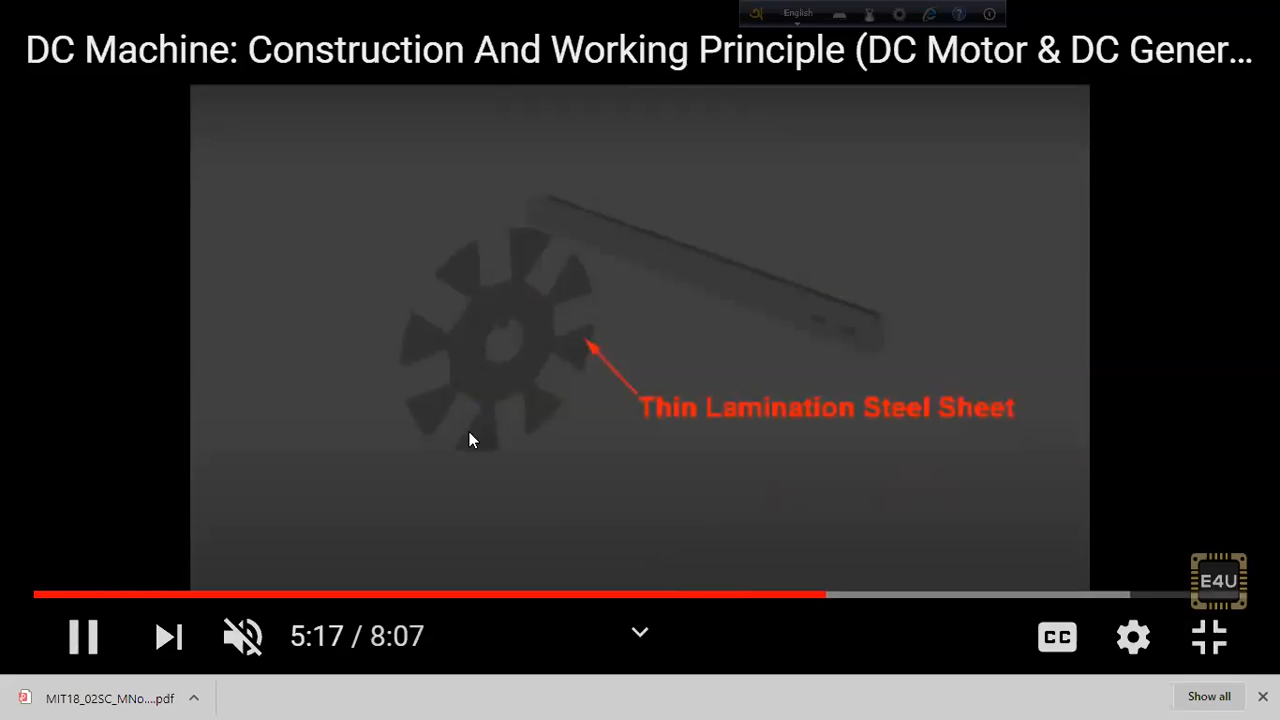 English
DC Machine: Construction And Working Principle (DC Motor & DC Gener...
Thin Lamination Steel Sheet
E4U
5:17 / 8:07
CC
MIT18_02SC_MNo....pdf
Show all